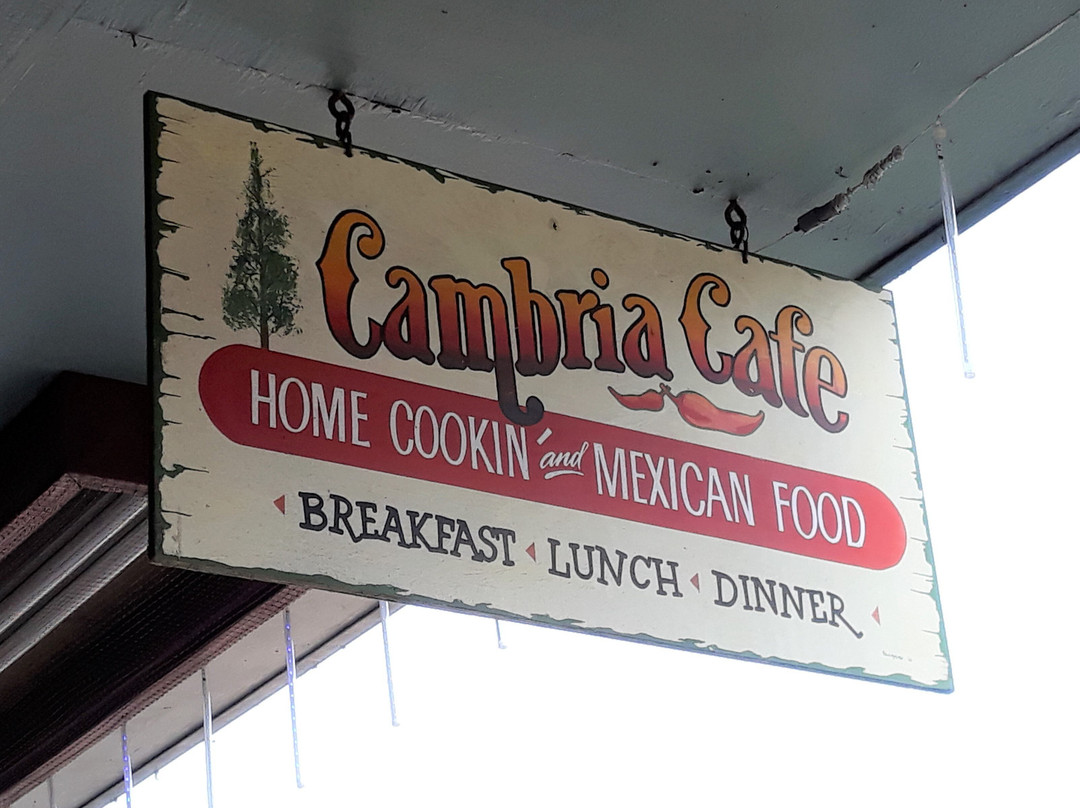 Cambria Cafe
HOME COOKIN' and MEXICAN FOOD
BREAKFAST LUNCH DINNER